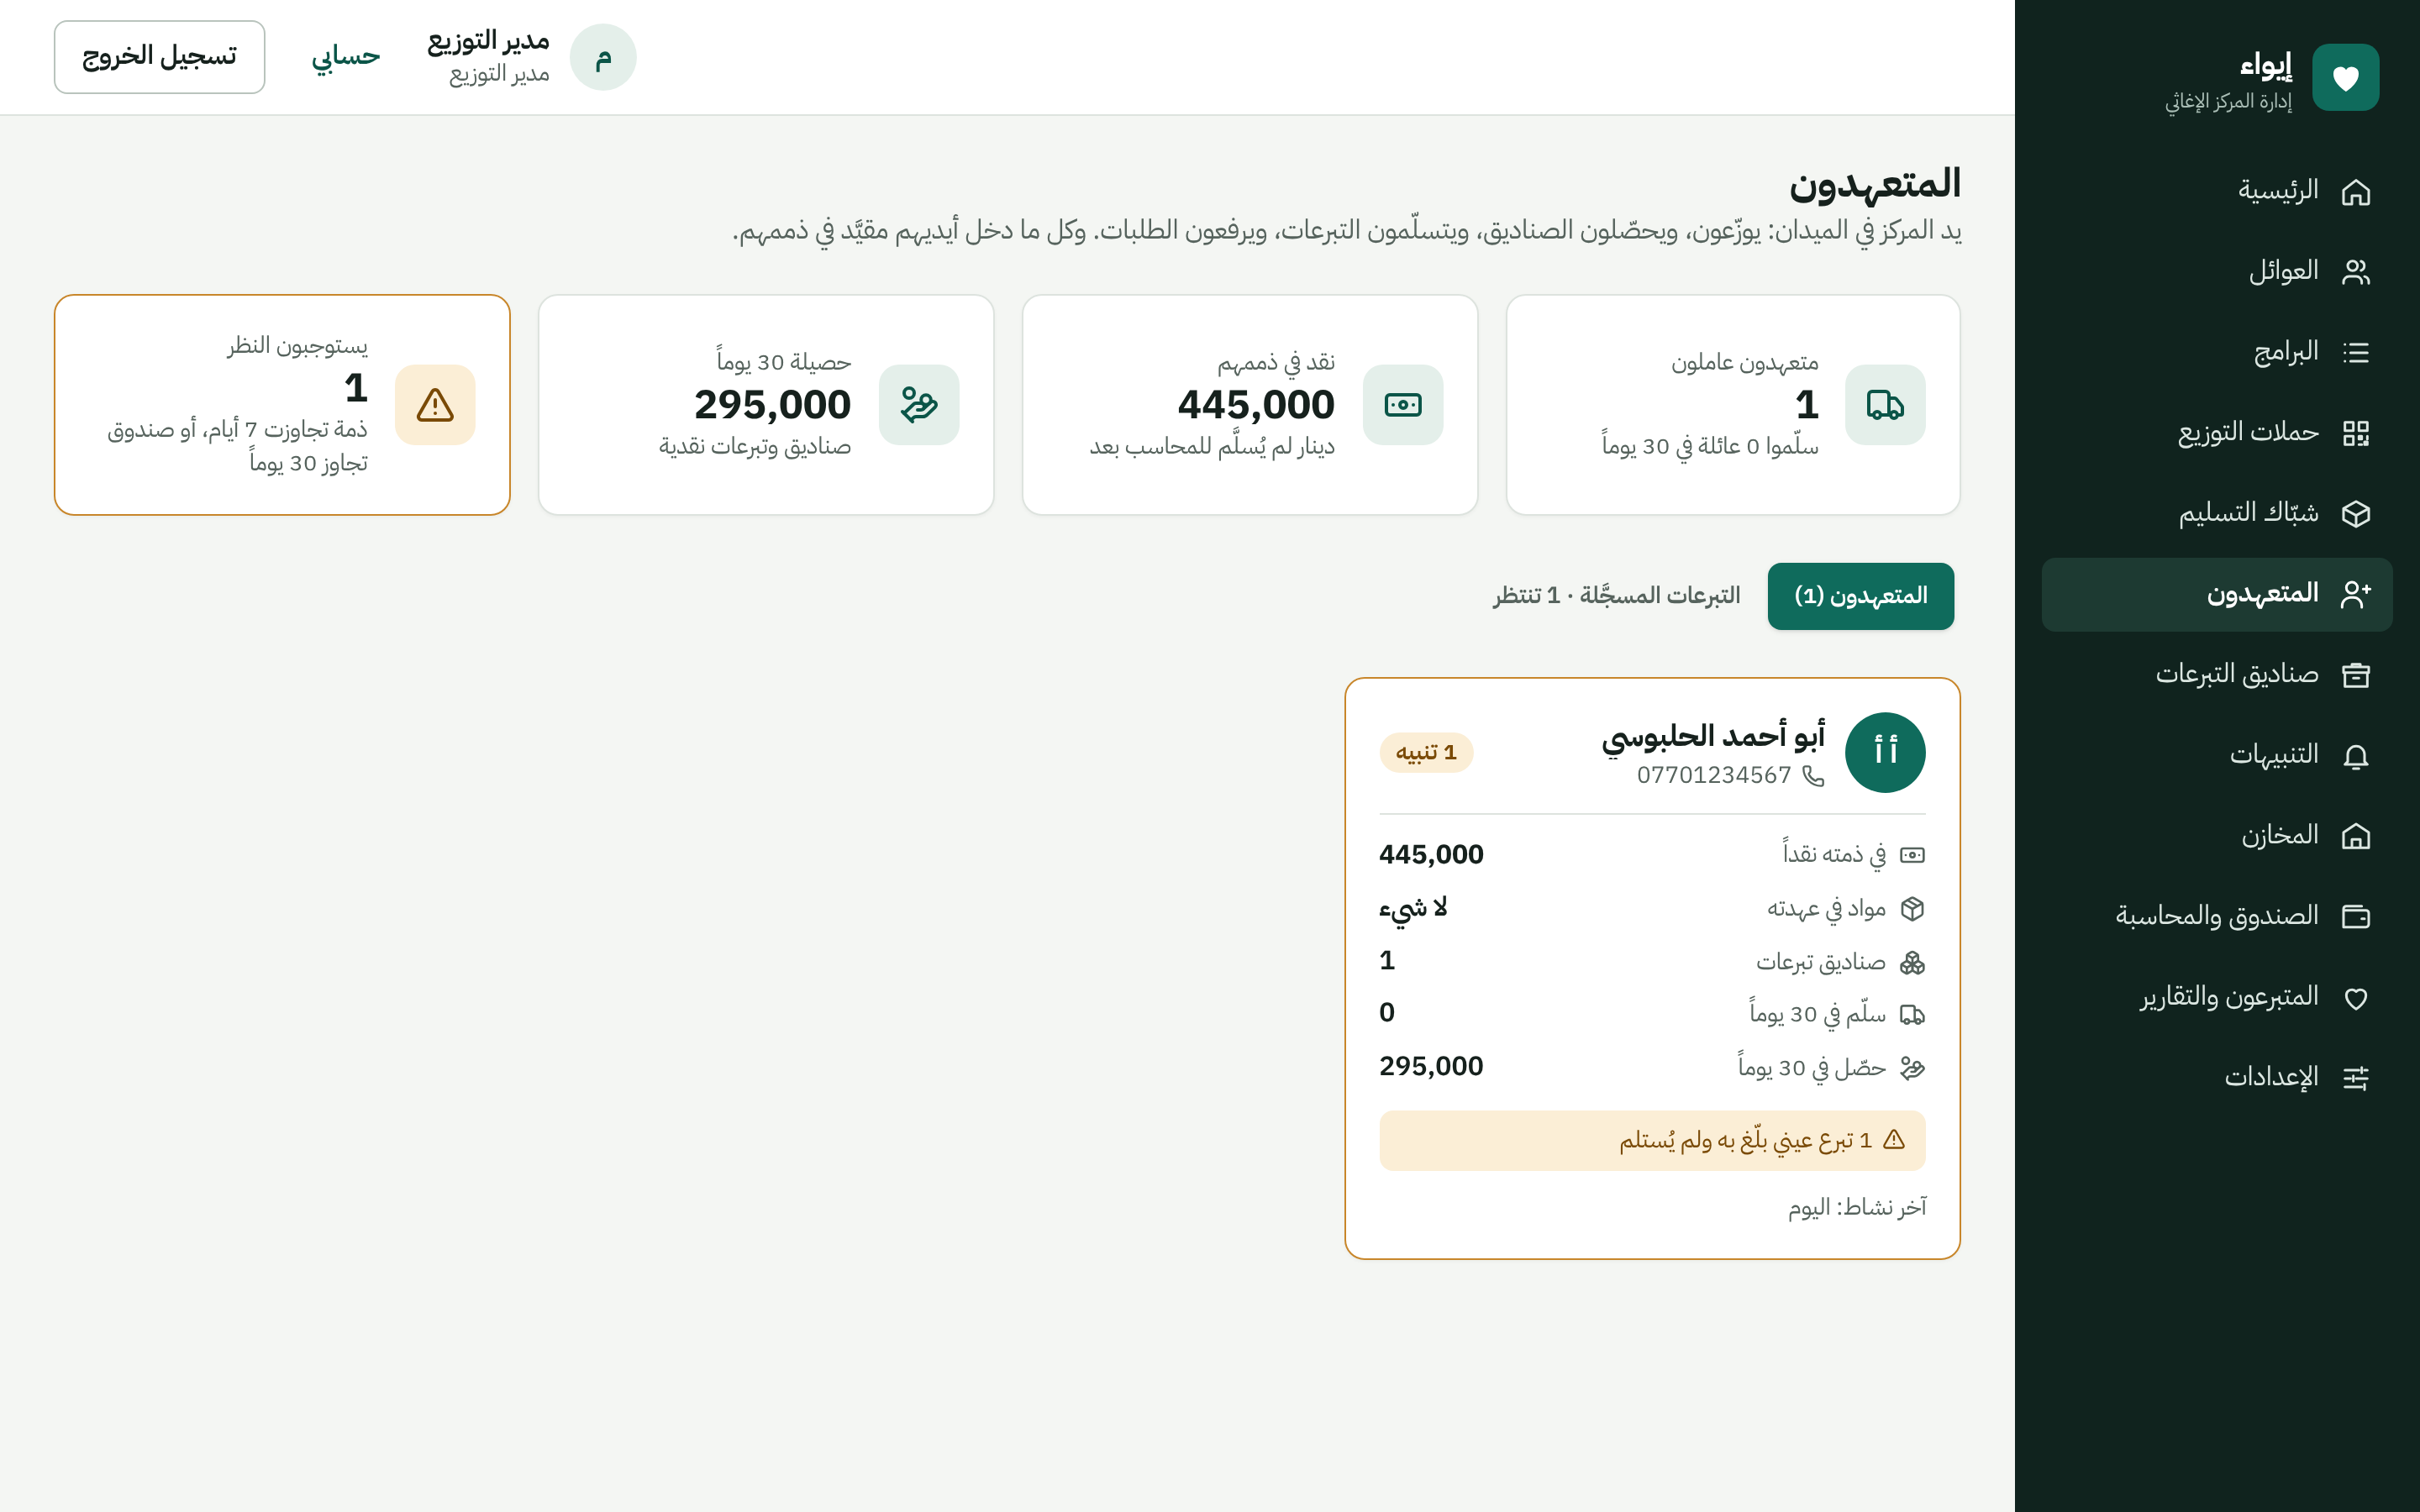 إيواء
إدارة المركز الإغاثي
الرئيسية
العوائل
البرامج
حملات التوزيع
شبّاك التسليم
المتعهدون
صناديق التبرعات
التنبيهات
المخازن
الصندوق والمحاسبة
المتبرعون والتقارير
الإعدادات
م
مدير التوزيع
مدير التوزيع
حسابي
تسجيل الخروج
المتعهدون
يد المركز في الميدان: يوزّعون، ويحصّلون الصناديق، ويتسلّمون التبرعات، ويرفعون الطلبات. وكل ما دخل أيديهم مقيَّد في ذممهم.
متعهدون عاملون
1
سلّموا 0 عائلة في 30 يوماً
نقد في ذممهم
445,000
دينار لم يُسلَّم للمحاسب بعد
حصيلة 30 يوماً
295,000
صناديق وتبرعات نقدية
يستوجبون النظر
1
ذمة تجاوزت 7 أيام، أو صندوق
تجاوز 30 يوماً
المتعهدون (1)
التبرعات المسجَّلة · 1 تنتظر
أ أ
أبو أحمد الحلبوسي
07701234567
1 تنبيه
في ذمته نقداً 445,000
مواد في عهدته لا شيء
صناديق تبرعات 1
سلّم في 30 يوماً 0
حصّل في 30 يوماً 295,000
1 تبرع عيني بلّغ به ولم يُستلم
آخر نشاط: اليوم